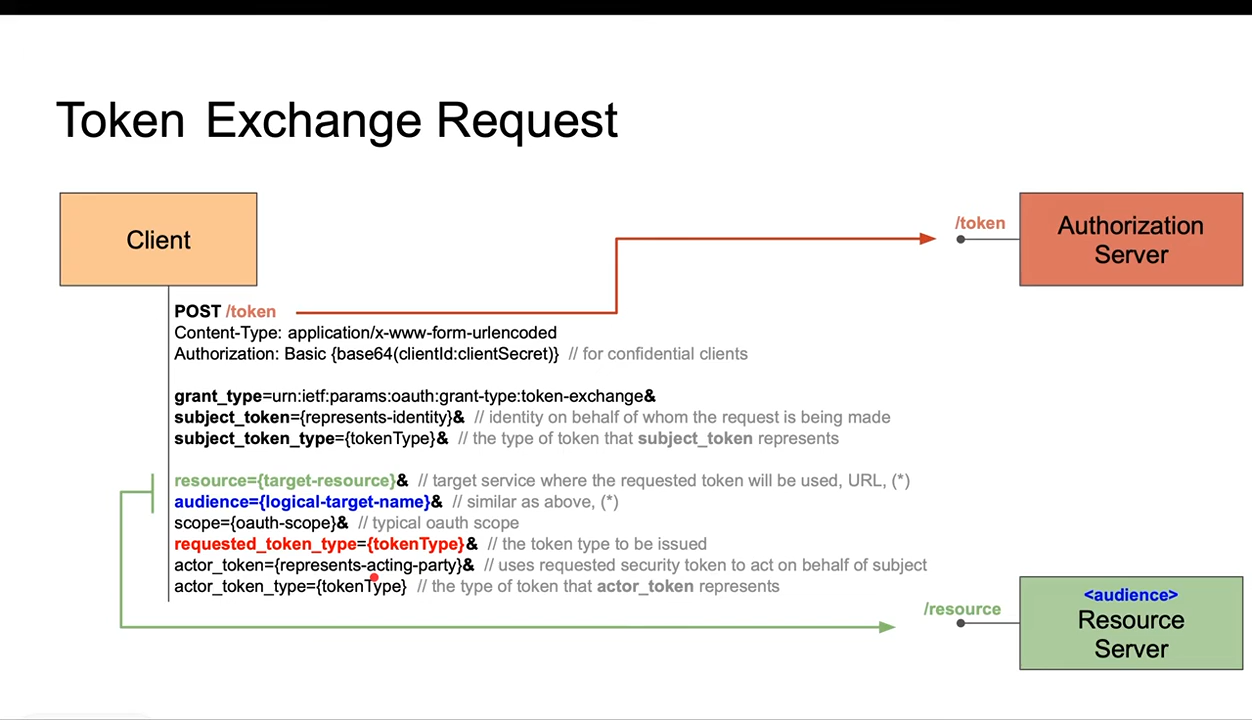 Token Exchange Request
Client
/token
Authorization
Server
POST /token
Content-Type: application/x-www-form-urlencoded
Authorization: Basic {base64(clientId:clientSecret)} // for confidential clients
grant_type=urn:ietf:params:oauth:grant-type:token-exchange&
subject_token={represents-identity}& // identity on behalf of whom the request is being made
subject_token_type={tokenType}& // the type of token that subject_token represents
resource={target-resource}& // target service where the requested token will be used, URL, (*)
audience={logical-target-name}& // similar as above, (*)
scope={oauth-scope}& // typical oauth scope
requested_token_type={tokenType}& // the token type to be issued
actor_token={represents-acting-party}& // uses requested security token to act on behalf of subject
actor_token_type={tokenType} // the type of token that actor_token represents
/resource
<audience>
Resource
Server